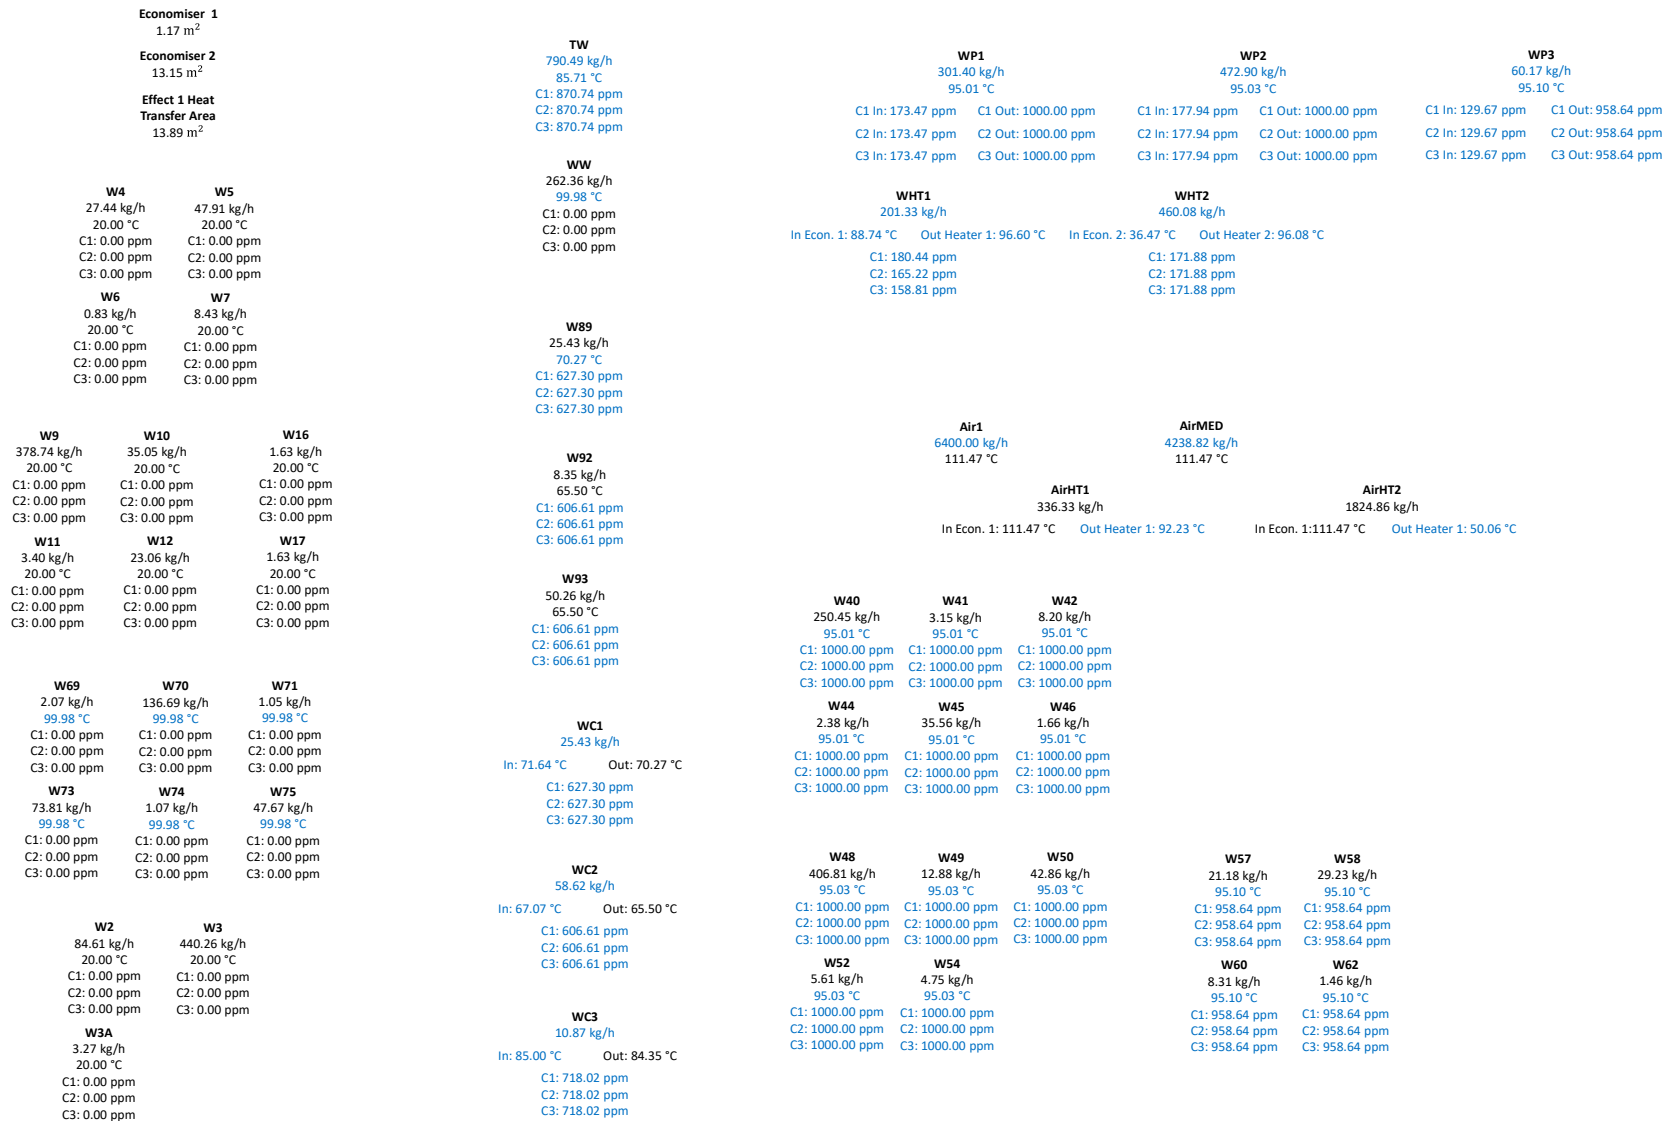 Economiser 1
1.17 m²
Economiser 2
13.15 m²
Effect 1 Heat
Transfer Area
13.89 m²
W4
27.44 kg/h
20.00 °C
C1: 0.00 ppm
C2: 0.00 ppm
C3: 0.00 ppm
W5
47.91 kg/h
20.00 °C
C1: 0.00 ppm
C2: 0.00 ppm
C3: 0.00 ppm
W6
0.83 kg/h
20.00 °C
C1: 0.00 ppm
C2: 0.00 ppm
C3: 0.00 ppm
W7
8.43 kg/h
20.00 °C
C1: 0.00 ppm
C2: 0.00 ppm
C3: 0.00 ppm
W9
378.74 kg/h
20.00 °C
C1: 0.00 ppm
C2: 0.00 ppm
C3: 0.00 ppm
W10
35.05 kg/h
20.00 °C
C1: 0.00 ppm
C2: 0.00 ppm
C3: 0.00 ppm
W16
1.63 kg/h
20.00 °C
C1: 0.00 ppm
C2: 0.00 ppm
C3: 0.00 ppm
W11
3.40 kg/h
20.00 °C
C1: 0.00 ppm
C2: 0.00 ppm
C3: 0.00 ppm
W12
23.06 kg/h
20.00 °C
C1: 0.00 ppm
C2: 0.00 ppm
C3: 0.00 ppm
W17
1.63 kg/h
20.00 °C
C1: 0.00 ppm
C2: 0.00 ppm
C3: 0.00 ppm
W69
2.07 kg/h
99.98 °C
C1: 0.00 ppm
C2: 0.00 ppm
C3: 0.00 ppm
W70
136.69 kg/h
99.98 °C
C1: 0.00 ppm
C2: 0.00 ppm
C3: 0.00 ppm
W71
1.05 kg/h
99.98 °C
C1: 0.00 ppm
C2: 0.00 ppm
C3: 0.00 ppm
W73
73.81 kg/h
99.98 °C
C1: 0.00 ppm
C2: 0.00 ppm
C3: 0.00 ppm
W74
1.07 kg/h
99.98 °C
C1: 0.00 ppm
C2: 0.00 ppm
C3: 0.00 ppm
W75
47.67 kg/h
99.98 °C
C1: 0.00 ppm
C2: 0.00 ppm
C3: 0.00 ppm
W2
84.61 kg/h
20.00 °C
C1: 0.00 ppm
C2: 0.00 ppm
C3: 0.00 ppm
W3
440.26 kg/h
20.00 °C
C1: 0.00 ppm
C2: 0.00 ppm
C3: 0.00 ppm
W3A
3.27 kg/h
20.00 °C
C1: 0.00 ppm
C2: 0.00 ppm
C3: 0.00 ppm
TW
790.49 kg/h
85.71 °C
C1: 870.74 ppm
C2: 870.74 ppm
C3: 870.74 ppm
WW
262.36 kg/h
99.98 °C
C1: 0.00 ppm
C2: 0.00 ppm
C3: 0.00 ppm
W89
25.43 kg/h
70.27 °C
C1: 627.30 ppm
C2: 627.30 ppm
C3: 627.30 ppm
W92
8.35 kg/h
65.50 °C
C1: 606.61 ppm
C2: 606.61 ppm
C3: 606.61 ppm
W93
50.26 kg/h
65.50 °C
C1: 606.61 ppm
C2: 606.61 ppm
C3: 606.61 ppm
WC1
25.43 kg/h
In: 71.64 °C Out: 70.27 °C
C1: 627.30 ppm
C2: 627.30 ppm
C3: 627.30 ppm
WC2
58.62 kg/h
In: 67.07 °C Out: 65.50 °C
C1: 606.61 ppm
C2: 606.61 ppm
C3: 606.61 ppm
WC3
10.87 kg/h
In: 85.00 °C Out: 84.35 °C
C1: 718.02 ppm
C2: 718.02 ppm
C3: 718.02 ppm
WP1
301.40 kg/h
95.01 °C
C1 In: 173.47 ppm C1 Out: 1000.00 ppm
C2 In: 173.47 ppm C2 Out: 1000.00 ppm
C3 In: 173.47 ppm C3 Out: 1000.00 ppm
WP2
472.90 kg/h
95.03 °C
C1 In: 177.94 ppm C1 Out: 1000.00 ppm
C2 In: 177.94 ppm C2 Out: 1000.00 ppm
C3 In: 177.94 ppm C3 Out: 1000.00 ppm
WP3
60.17 kg/h
95.10 °C
C1 In: 129.67 ppm C1 Out: 958.64 ppm
C2 In: 129.67 ppm C2 Out: 958.64 ppm
C3 In: 129.67 ppm C3 Out: 958.64 ppm
WHT1
201.33 kg/h
In Econ. 1: 88.74 °C Out Heater 1: 96.60 °C
C1: 180.44 ppm
C2: 165.22 ppm
C3: 158.81 ppm
WHT2
460.08 kg/h
In Econ. 2: 36.47 °C Out Heater 2: 96.08 °C
C1: 171.88 ppm
C2: 171.88 ppm
C3: 171.88 ppm
Air1
6400.00 kg/h
111.47 °C
AirMED
4238.82 kg/h
111.47 °C
AirHT1
336.33 kg/h
In Econ. 1: 111.47 °C Out Heater 1: 92.23 °C
AirHT2
1824.86 kg/h
In Econ. 1:111.47 °C Out Heater 1: 50.06 °C
W40
250.45 kg/h
95.01 °C
C1: 1000.00 ppm
C2: 1000.00 ppm
C3: 1000.00 ppm
W41
3.15 kg/h
95.01 °C
C1: 1000.00 ppm
C2: 1000.00 ppm
C3: 1000.00 ppm
W42
8.20 kg/h
95.01 °C
C1: 1000.00 ppm
C2: 1000.00 ppm
C3: 1000.00 ppm
W44
2.38 kg/h
95.01 °C
C1: 1000.00 ppm
C2: 1000.00 ppm
C3: 1000.00 ppm
W45
35.56 kg/h
95.01 °C
C1: 1000.00 ppm
C2: 1000.00 ppm
C3: 1000.00 ppm
W46
1.66 kg/h
95.01 °C
C1: 1000.00 ppm
C2: 1000.00 ppm
C3: 1000.00 ppm
W48
406.81 kg/h
95.03 °C
C1: 1000.00 ppm
C2: 1000.00 ppm
C3: 1000.00 ppm
W49
12.88 kg/h
95.03 °C
C1: 1000.00 ppm
C2: 1000.00 ppm
C3: 1000.00 ppm
W50
42.86 kg/h
95.03 °C
C1: 1000.00 ppm
C2: 1000.00 ppm
C3: 1000.00 ppm
W52
5.61 kg/h
95.03 °C
C1: 1000.00 ppm
C2: 1000.00 ppm
C3: 1000.00 ppm
W54
4.75 kg/h
95.03 °C
C1: 1000.00 ppm
C2: 1000.00 ppm
C3: 1000.00 ppm
W57
21.18 kg/h
95.10 °C
C1: 958.64 ppm
C2: 958.64 ppm
C3: 958.64 ppm
W58
29.23 kg/h
95.10 °C
C1: 958.64 ppm
C2: 958.64 ppm
C3: 958.64 ppm
W60
8.31 kg/h
95.10 °C
C1: 958.64 ppm
C2: 958.64 ppm
C3: 958.64 ppm
W62
1.46 kg/h
95.10 °C
C1: 958.64 ppm
C2: 958.64 ppm
C3: 958.64 ppm